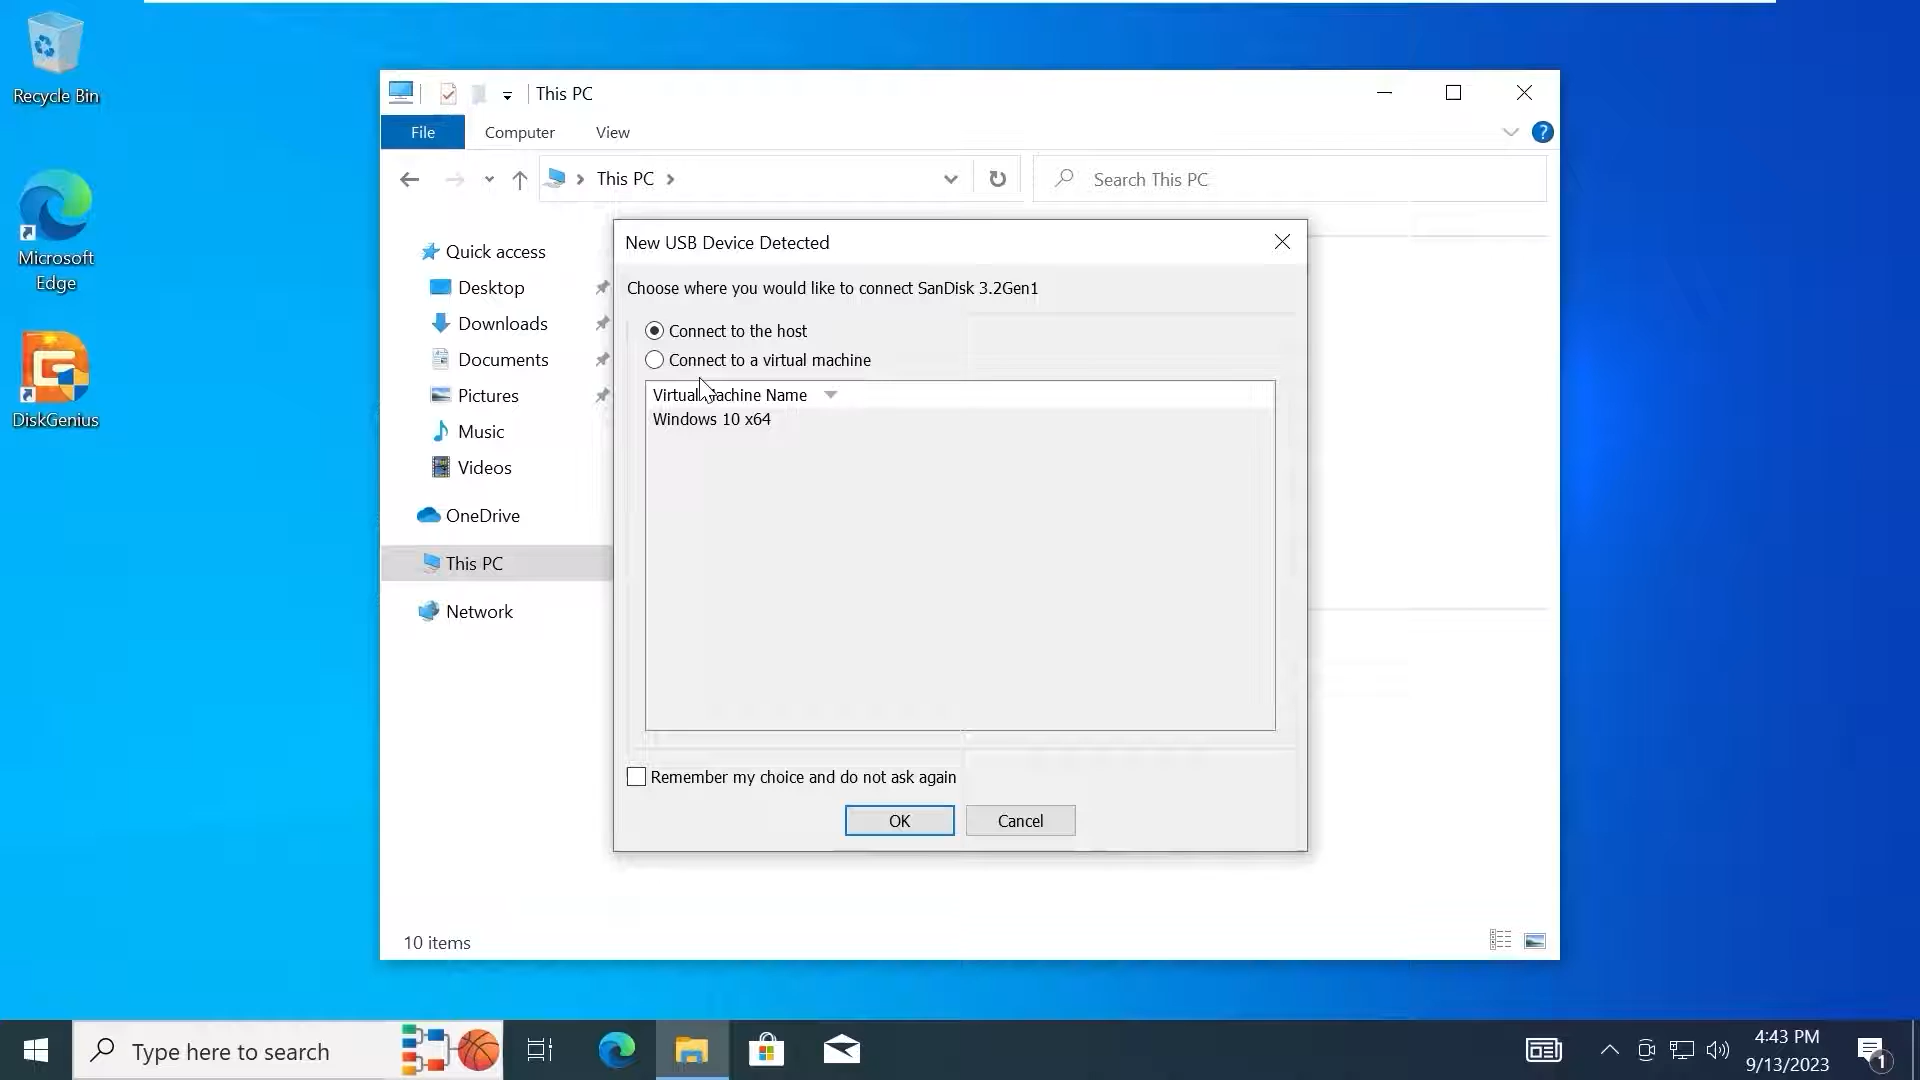 Recycle Bin
Microsoft
Edge
DiskGenius
This PC
File
Computer
View
?
This PC
Search This PC
Quick access
Desktop
Downloads
Documents
Pictures
Music
Videos
OneDrive
This PC
Network
New USB Device Detected
Choose where you would like to connect SanDisk 3.2Gen1
Connect to the host
Connect to a virtual machine
Virtual Machine Name
Windows 10 x64
Remember my choice and do not ask again
OK
Cancel
10 items
Type here to search
4:43 PM
9/13/2023
1